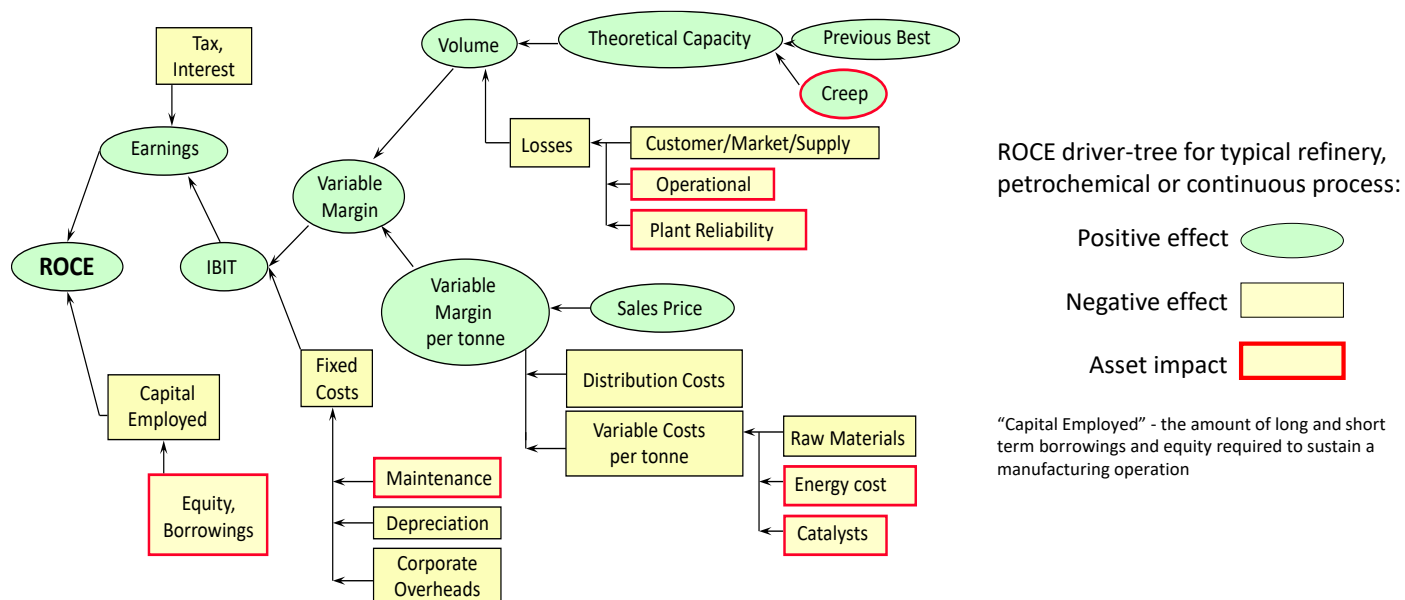 Tax,
Interest
Volume
Theoretical Capacity
Previous Best
Creep
Earnings
Losses
Customer/Market/Supply
Operational
Plant Reliability
Variable
Margin
ROCE
IBIT
Variable
Margin
per tonne
Sales Price
Fixed
Costs
Distribution Costs
Capital
Employed
Variable Costs
per tonne
Raw Materials
Energy cost
Catalysts
Equity,
Borrowings
Maintenance
Depreciation
Corporate
Overheads
ROCE driver-tree for typical refinery,
petrochemical or continuous process:
Positive effect
Negative effect
Asset impact
“Capital Employed” - the amount of long and short
term borrowings and equity required to sustain a
manufacturing operation